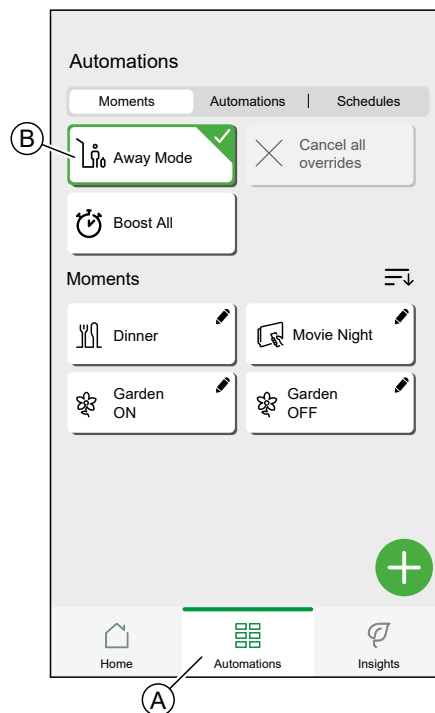 Automations
Moments Automations | Schedules
B
Away Mode
Cancel all
overrides
Boost All
Moments
Dinner
Movie Night
Garden
ON
Garden
OFF
Home
Automations
Insights
A